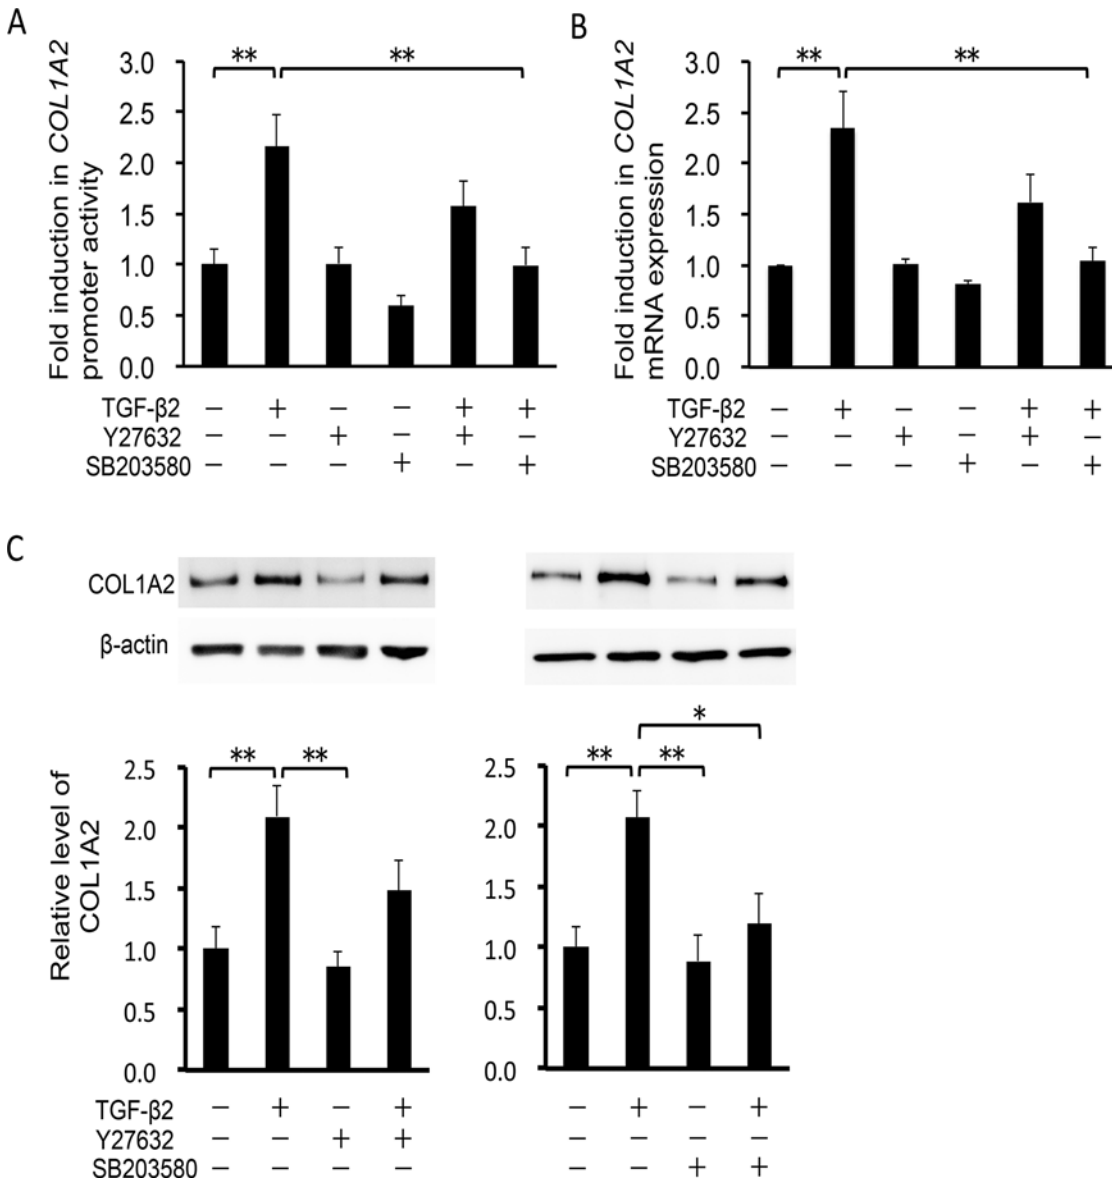 A
** **
Fold induction in COL1A2
promoter activity
3.0
2.5
2.0
1.5
1.0
0.5
0.0
TGF-β2 − + − − + +
Y27632 − − + − + −
SB203580 − − − + − +
B
** **
Fold induction in COL1A2
mRNA expression
3.0
2.5
2.0
1.5
1.0
0.5
0.0
TGF-β2 − + − − + +
Y27632 − − + − + −
SB203580 − − − + − +
C
COL1A2
β-actin
** **
Relative level of
COL1A2
2.5
2.0
1.5
1.0
0.5
0.0
*
** **
2.5
2.0
1.5
1.0
0.5
0.0
TGF-β2 − + − + − + − +
Y27632 − − + + − − − −
SB203580 − − − − − − + +